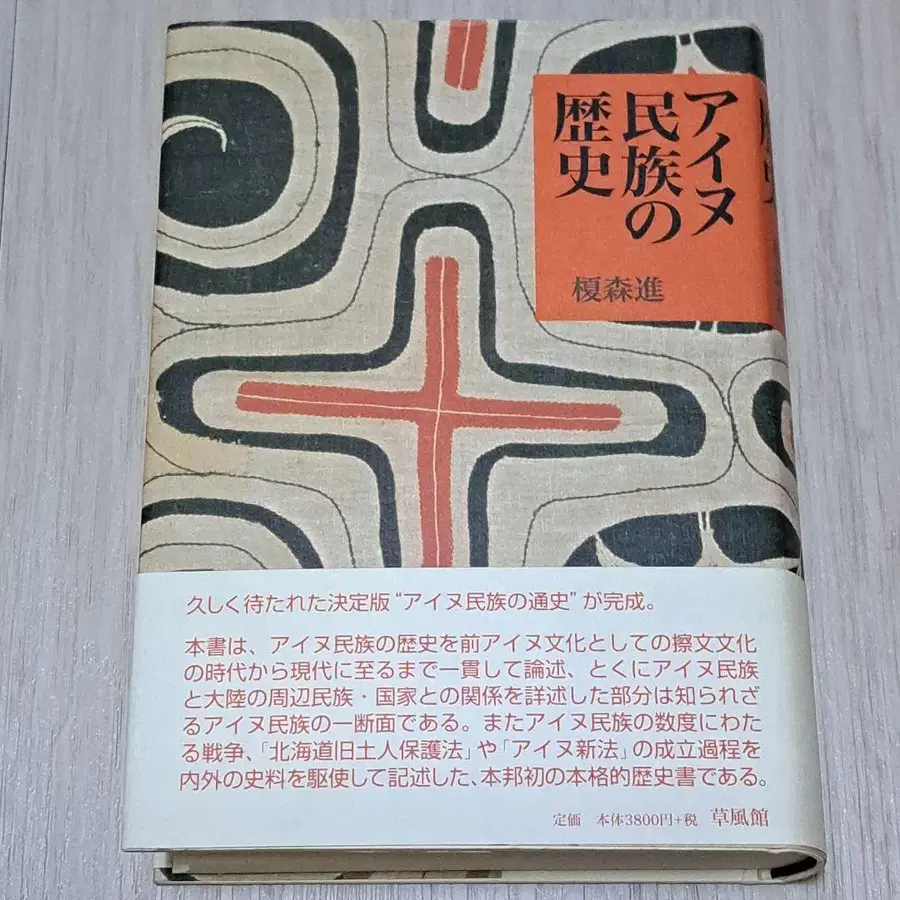 アイヌ
民族の
歴史
榎森進
久しく待たれた決定版“アイヌ民族の通史”が完成。
本書は、アイヌ民族の歴史を前アイヌ文化としての擦文文化
の時代から現代に至るまで一貫して論述、とくにアイヌ民族
と大陸の周辺民族・国家との関係を詳述した部分は知られざ
るアイヌ民族の一断面である。またアイヌ民族の数度にわた
る戦争、「北海道旧土人保護法」や「アイヌ新法」の成立過程を
内外の史料を駆使して記述した、本邦初の本格的歴史書である。
定価 本体3800円+税 草風館